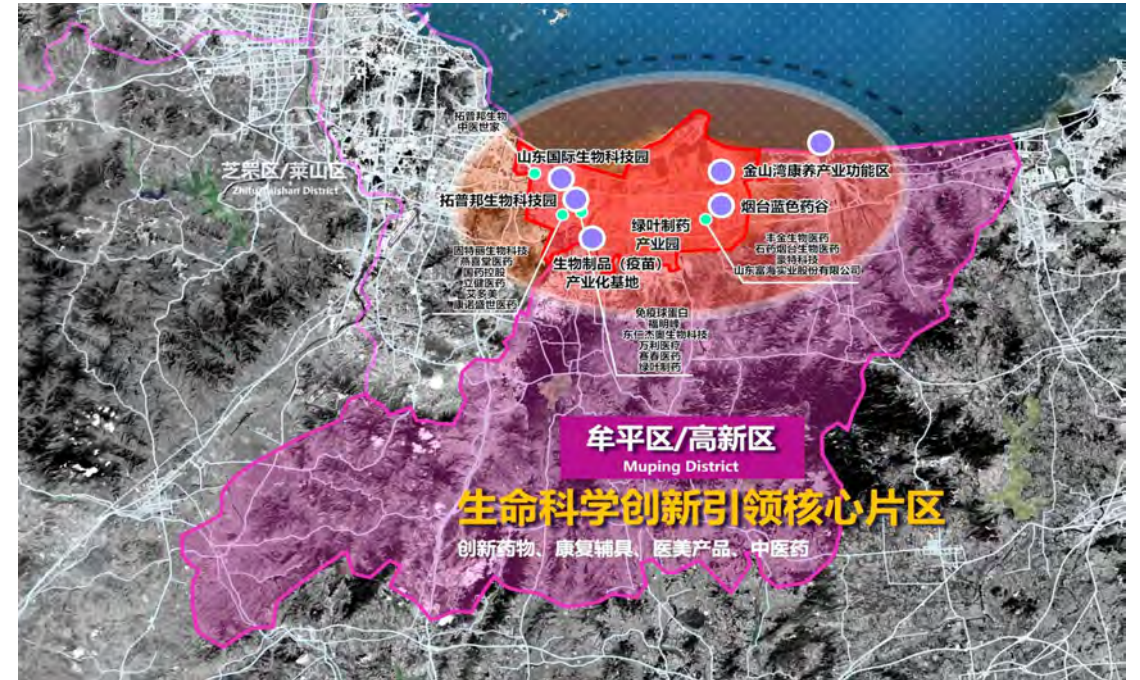 拓普邦生物
中医世家
山东国际生物科技园
芝罘区/莱山区
Zhifu/Laishan District
金山湾康养产业功能区
拓普邦生物科技园
烟台蓝色药谷
绿叶制药
产业园
丰金生物医药
石药烟台生物医药
豪特科技
山东富海实业股份有限公司
固特丽生物科技
燕喜堂医药
国药控股
立健医药
艾多美
康诺盛世医药
生物制品（疫苗）
产业化基地
免疫球蛋白
福明峰
东仁杰奥生物科技
万利医疗
赛春医药
绿叶制药
牟平区/高新区
Muping District
生命科学创新引领核心片区
创新药物、康复辅具、医美产品、中医药